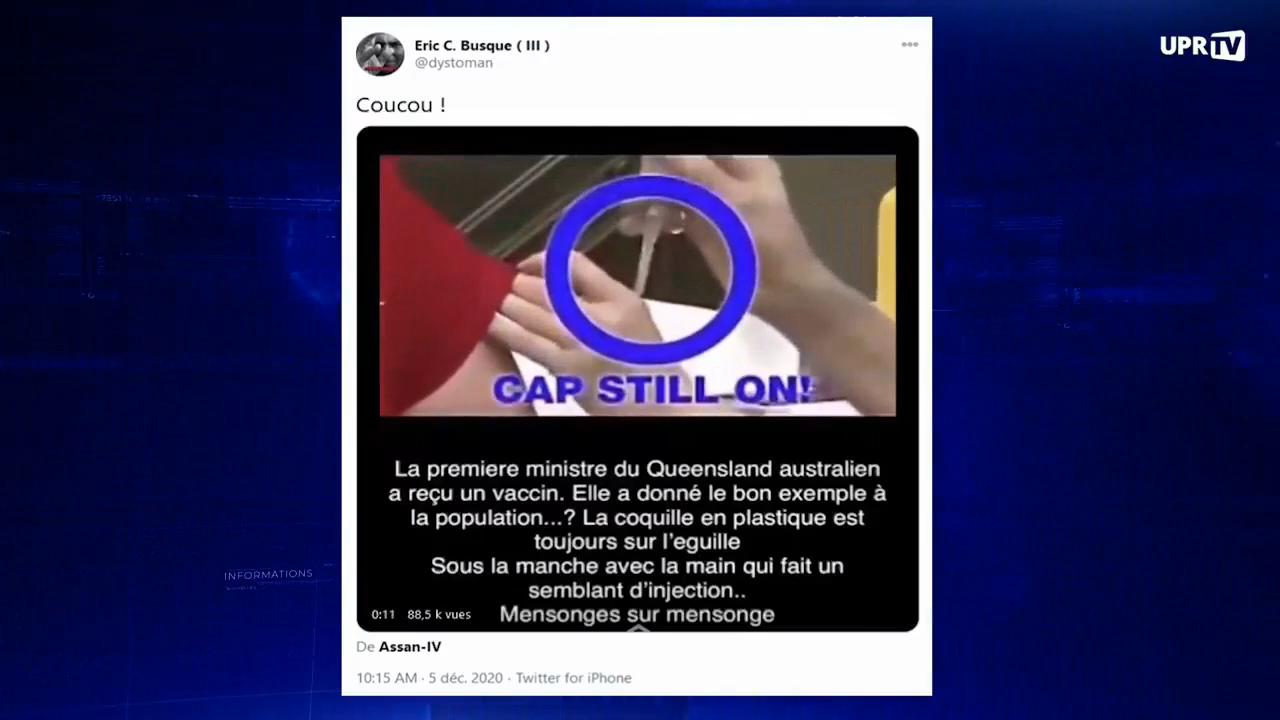 UPR TV
Eric C. Busque ( III )
@dystoman
Coucou !
CAP STILL ON!
La premiere ministre du Queensland australien
a reçu un vaccin. Elle a donné le bon exemple à
la population...? La coquille en plastique est
toujours sur l'eguille
Sous la manche avec la main qui fait un
semblant d'injection..
Mensonges sur mensonge
0:11 88,5 k vues
De Assan-IV
10:15 AM · 5 déc. 2020 · Twitter for iPhone
INFORMATIONS